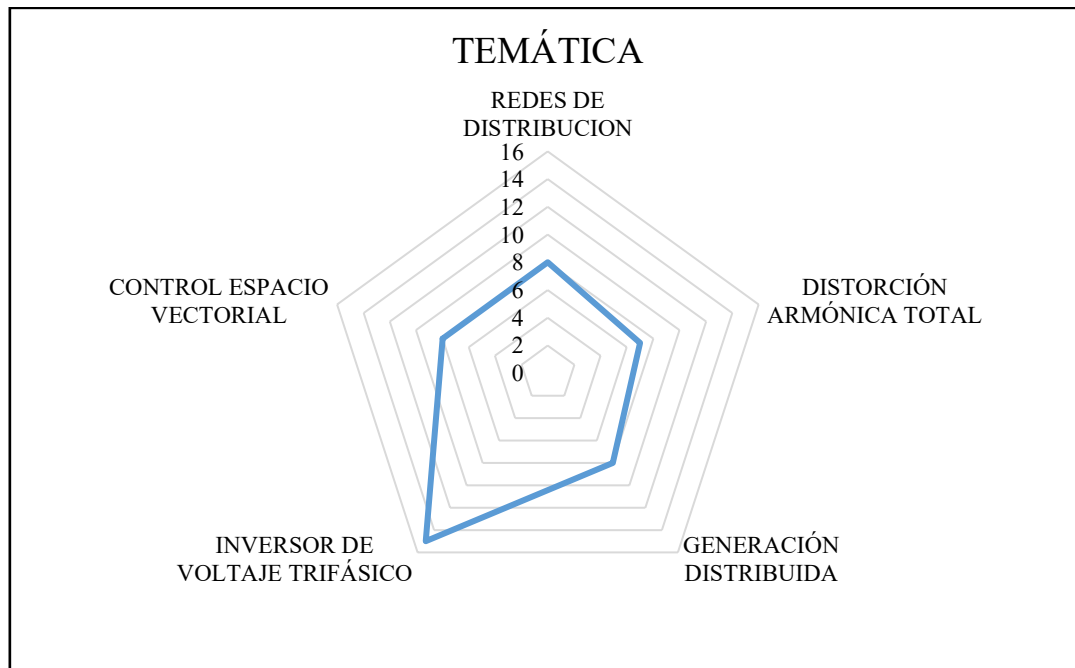 TEMÁTICA
REDES DE
DISTRIBUCION
16
14
12
10
8
6
4
2
0
DISTORCIÓN
ARMÓNICA TOTAL
GENERACIÓN
DISTRIBUIDA
INVERSOR DE
VOLTAJE TRIFÁSICO
CONTROL ESPACIO
VECTORIAL